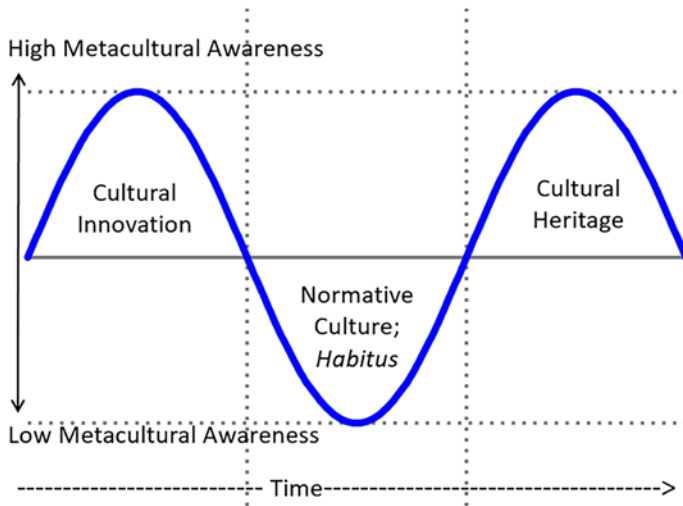 High Metacultural Awareness
Cultural
Innovation
Cultural
Heritage
Normative
Culture;
Habitus
Low Metacultural Awareness
Time